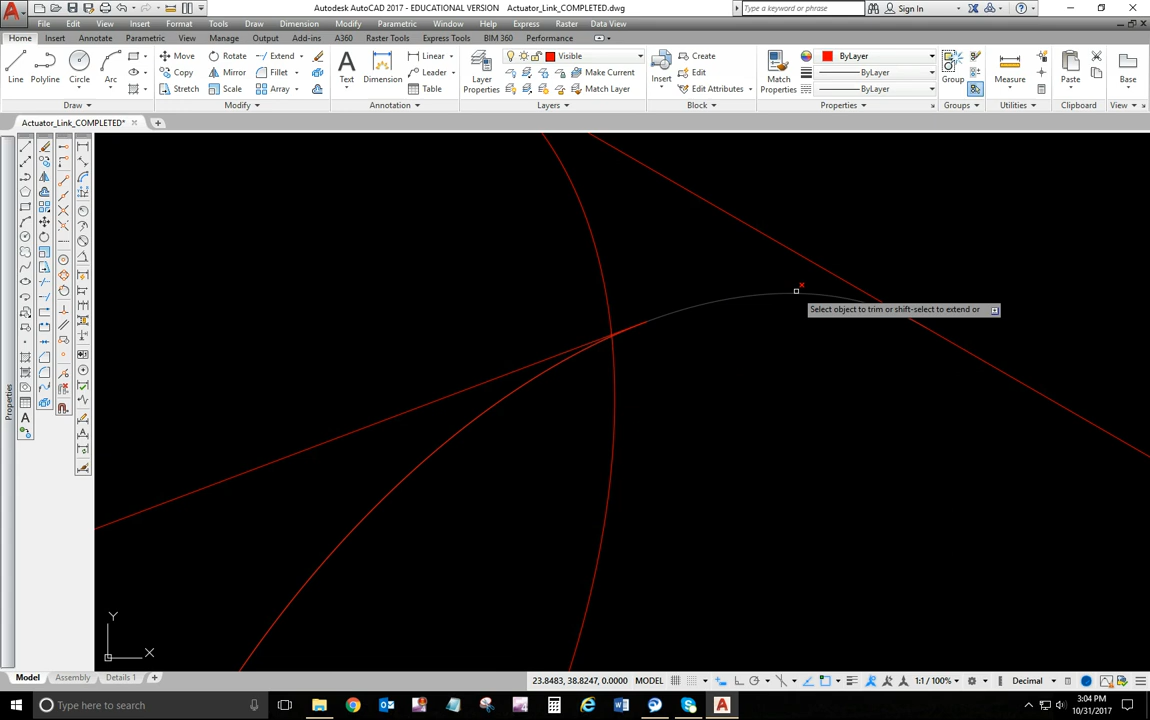 Autodesk AutoCAD 2017 - EDUCATIONAL VERSION Actuator_Link_COMPLETED.dwg
Type a keyword or phrase
Sign In
File Edit View Insert Format Tools Draw Dimension Modify Parametric Window Help Express Raster Data View
Home Insert Annotate Parametric View Manage Output Add-ins A360 Raster Tools Express Tools BIM 360 Performance
Line Polyline Circle Arc
Move Rotate Extend
Copy Mirror Fillet
Stretch Scale Array
Text Dimension
Linear
Leader
Table
Layer Properties
Visible
Make Current
Match Layer
Insert
Create
Edit
Edit Attributes
Match Properties
ByLayer
ByLayer
ByLayer
Group
Measure
Paste
Base
Draw Modify Annotation Layers Block Properties Groups Utilities Clipboard View
Actuator_Link_COMPLETED*
Properties
Select object to trim or shift-select to extend or
Y
X
Model Assembly Details 1
23.8483, 38.8247, 0.0000 MODEL
1:1 / 100%
Decimal
Type here to search
3:04 PM
10/31/2017